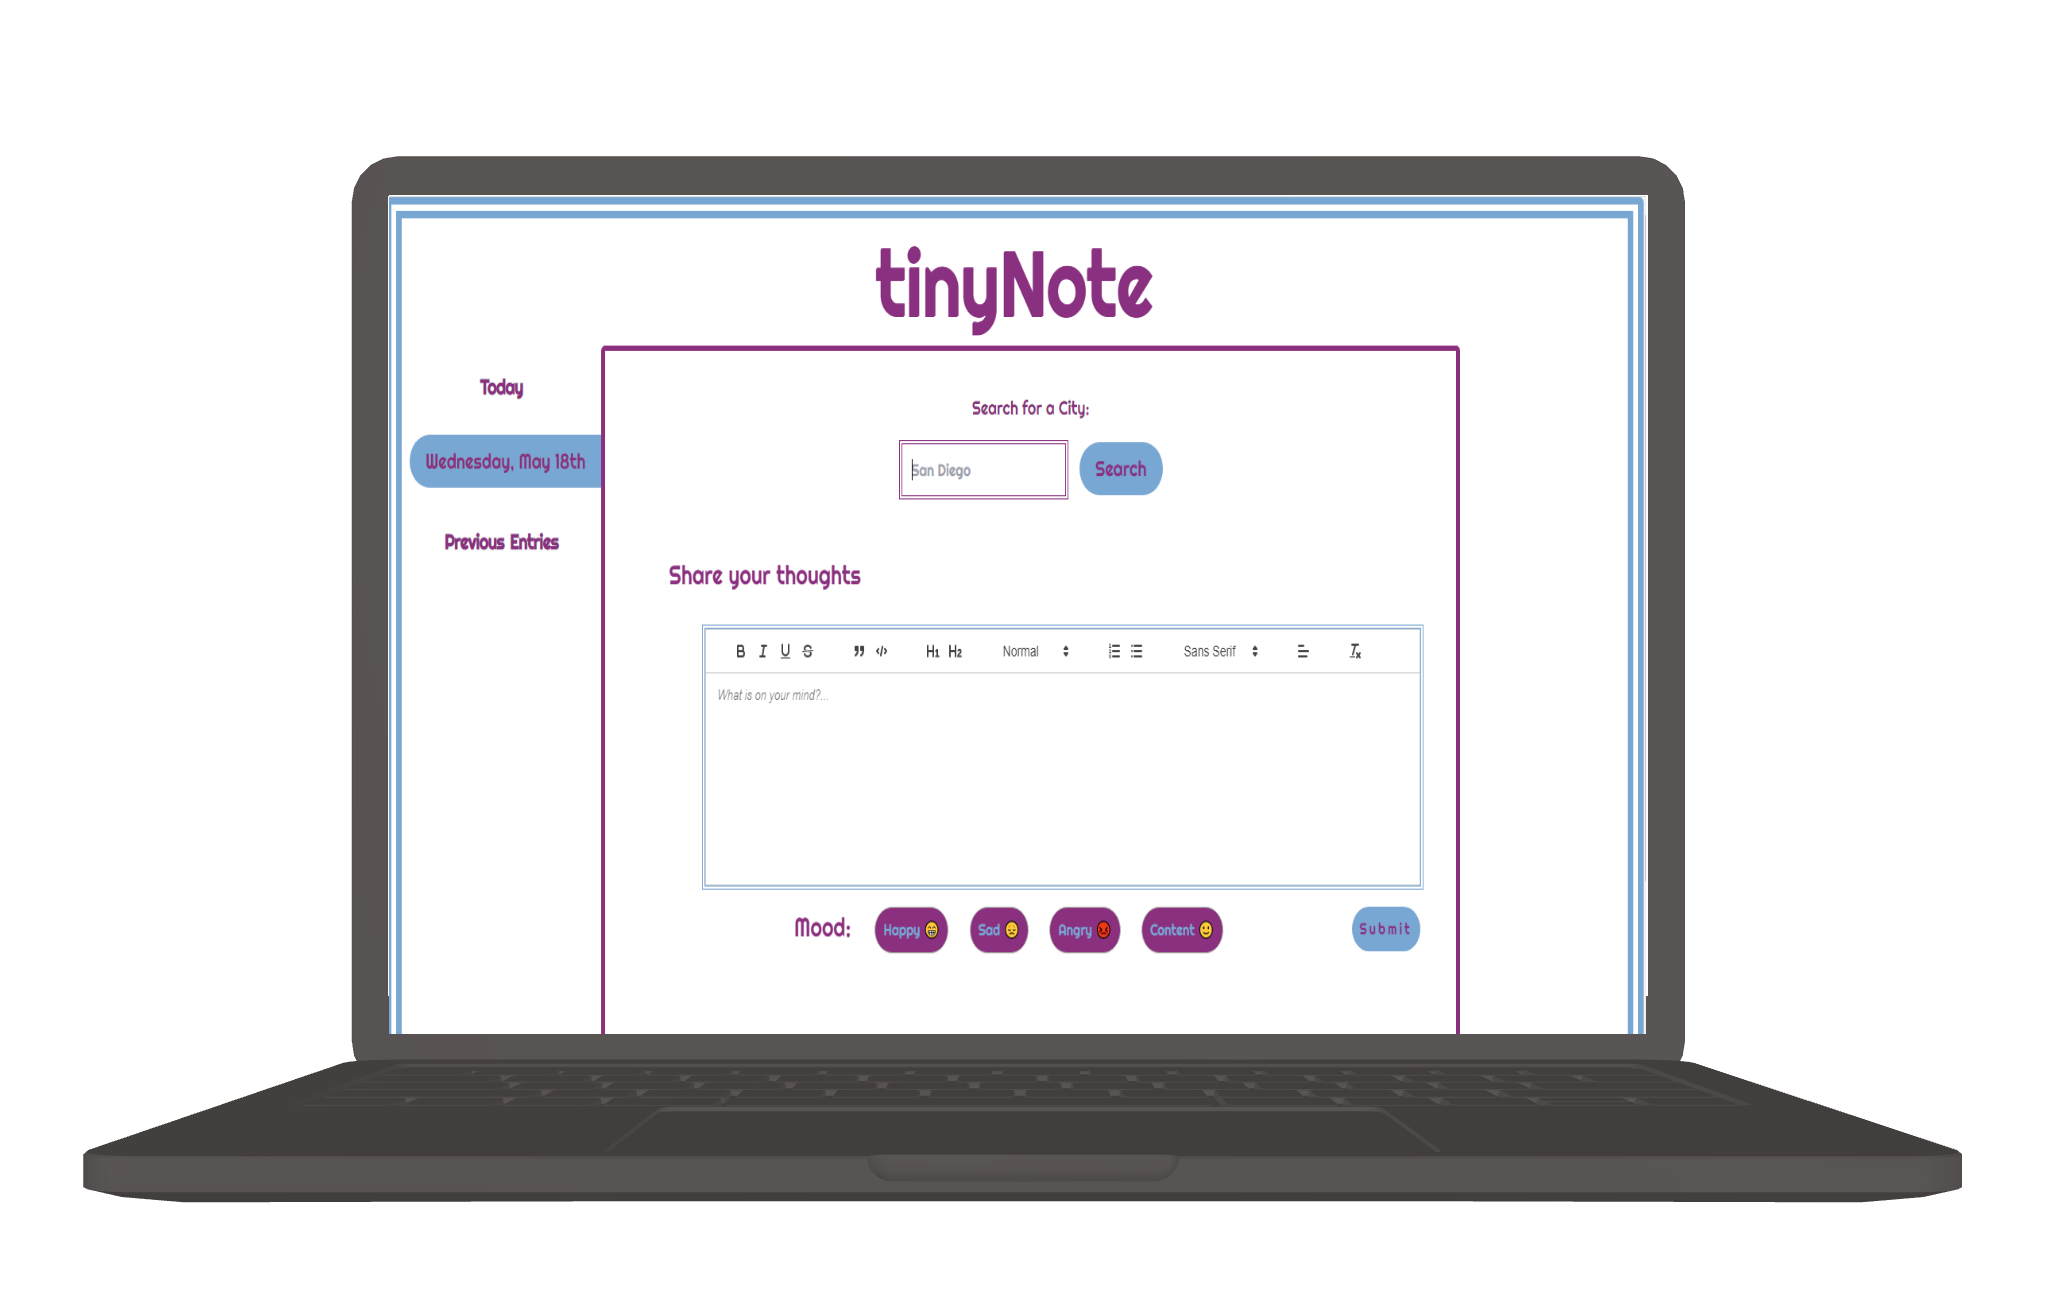 tinyNote
Today
Wednesday, May 18th
Previous Entries
Search for a City:
San Diego
Search
Share your thoughts
B I U S H1 H2 Normal Sans Serif Tx
What is on your mind?...
Mood: Happy 😁 Sad 😔 Angry 😡 Content 🙂 Submit